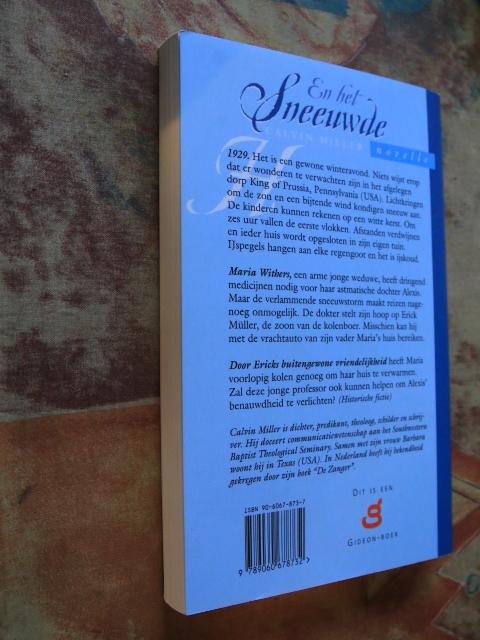 En het
Sneeuwde
CALVIN MILLER
novelle
1929. Het is een gewone winteravond. Niets wijst erop
dat er wonderen te verwachten zijn in het afgelegen
dorp King of Prussia, Pennsylvania (USA). Lichtkringen
om de zon en een bijtende wind kondigen sneeuw aan.
De kinderen kunnen rekenen op een witte kerst. Om
zes uur vallen de eerste vlokken. Afstanden verdwijnen
en ieder huis wordt opgesloten in zijn eigen tuin.
IJspegels hangen aan elke regengoot en het is ijskoud.
Maria Withers, een arme jonge weduwe, heeft dringend
medicijnen nodig voor haar astmatische dochter Alexis.
Maar de verlammende sneeuwstorm maakt reizen nage-
noeg onmogelijk. De dokter stelt zijn hoop op Erick
Müller, de zoon van de kolenboer. Misschien kan hij
met de vrachtauto van zijn vader Maria's huis bereiken.
Door Ericks buitengewone vriendelijkheid heeft Maria
voorlopig kolen genoeg om haar huis te verwarmen.
Zal deze jonge professor ook kunnen helpen om Alexis'
benauwdheid te verlichten? (Historische fictie)
Calvin Miller is dichter, predikant, theoloog, schilder en schrij-
ver. Hij doceert communicatiewetenschap aan het Southwestern
Baptist Theological Seminary. Samen met zijn vrouw Barbara
woont hij in Texas (USA). In Nederland heeft hij bekendheid
gekregen door zijn boek "De Zanger".
ISBN 90-6067-873-7
9 789060 678732 >
DIT IS EEN
g
GIDEON-BOEK